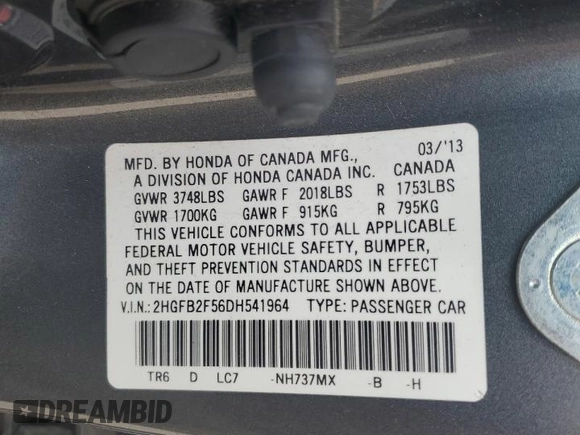 03/'13
MFD. BY HONDA OF CANADA MFG.,
A DIVISION OF HONDA CANADA INC. CANADA
GVWR 3748LBS GAWR F 2018LBS R 1753LBS
GVWR 1700KG GAWR F 915KG R 795KG
THIS VEHICLE CONFORMS TO ALL APPLICABLE
FEDERAL MOTOR VEHICLE SAFETY, BUMPER,
AND THEFT PREVENTION STANDARDS IN EFFECT
ON THE DATE OF MANUFACTURE SHOWN ABOVE.
V.I.N.: 2HGFB2F56DH541964 TYPE: PASSENGER CAR
TR6 D LC7 -NH737MX -B -H
DREAMBID